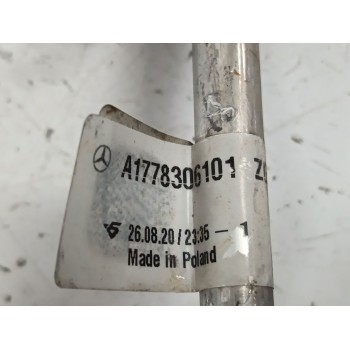 A1778306101
26.08.20 / 23:35 - 1
Made in Poland